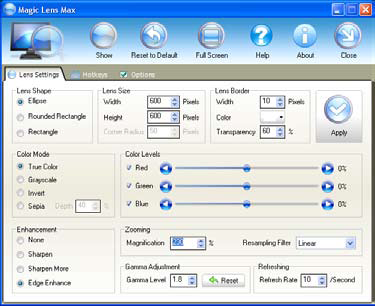 Magic Lens Max
Show
Reset to Default
Full Screen
Help
About
Close
Lens Settings
Hotkeys
Options
Lens Shape
Ellipse
Rounded Rectangle
Rectangle
Lens Size
Width 600 Pixels
Height 600 Pixels
Corner Radius 50 Pixels
Lens Border
Width 10 Pixels
Color
Transparency 60 %
Apply
Color Mode
True Color
Grayscale
Invert
Sepia Depth 40 %
Color Levels
Red 0%
Green 0%
Blue 0%
Enhancement
None
Sharpen
Sharpen More
Edge Enhance
Zooming
Magnification %
Resampling Filter Linear
Gamma Adjustment
Gamma Level 1.8 Reset
Refreshing
Refresh Rate 10 /Second